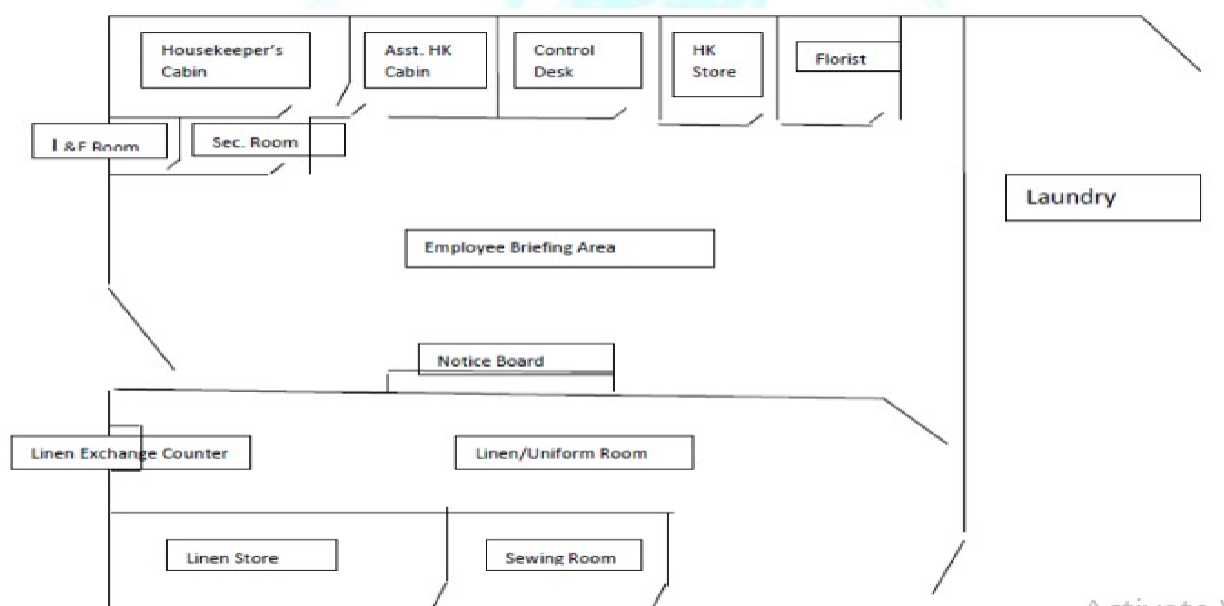 Housekeeper's
Cabin
Asst. HK
Cabin
Control
Desk
HK
Store
Florist
&F Room
Sec. Room
Laundry
Employee Briefing Area
Notice Board
Linen Exchange Counter
Linen/Uniform Room
Linen Store
Sewing Room